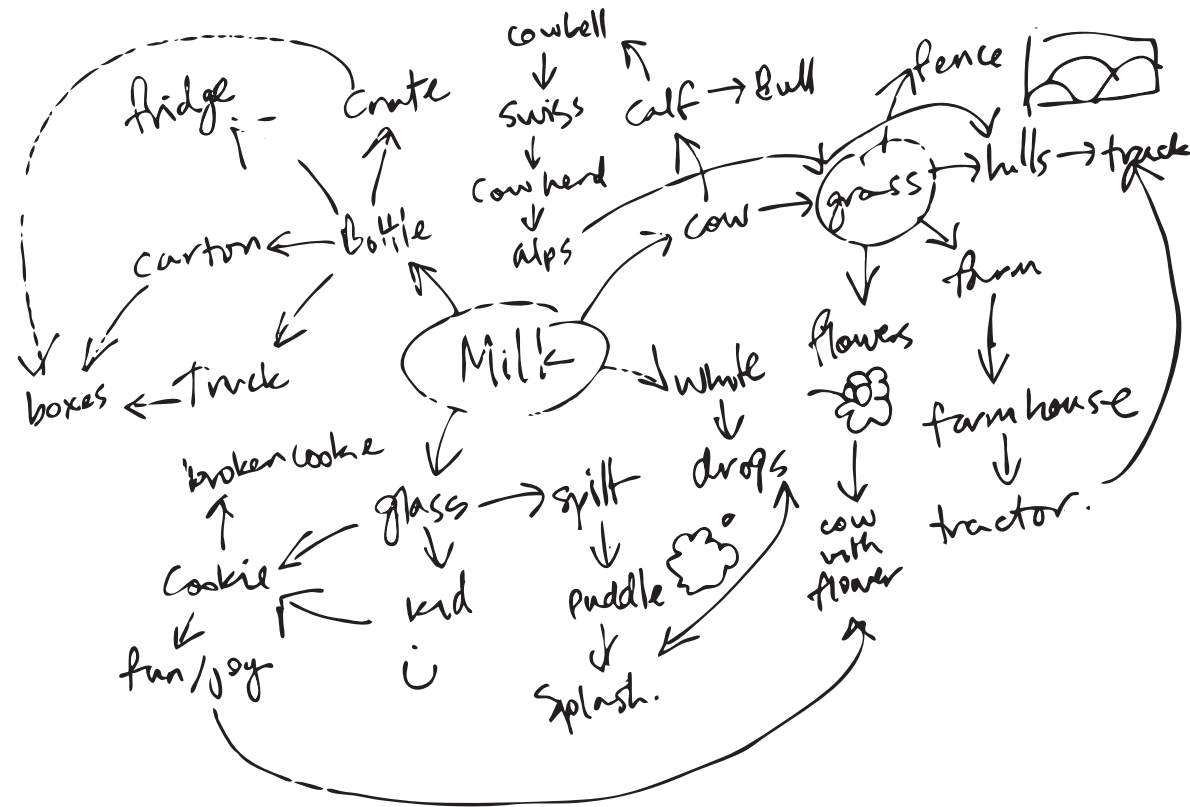 cowbell
fence
fridge
crate
swiss
calf
bull
hills
track
cowherd
grass
Bottle
carton
alps
cow
farm
Milk
flowers
Truck
white
boxes
farmhouse
broken cookie
drops
glass
spilt
cow
with
flower
tractor.
Cookie
kid
puddle
fun/joy
Splash.